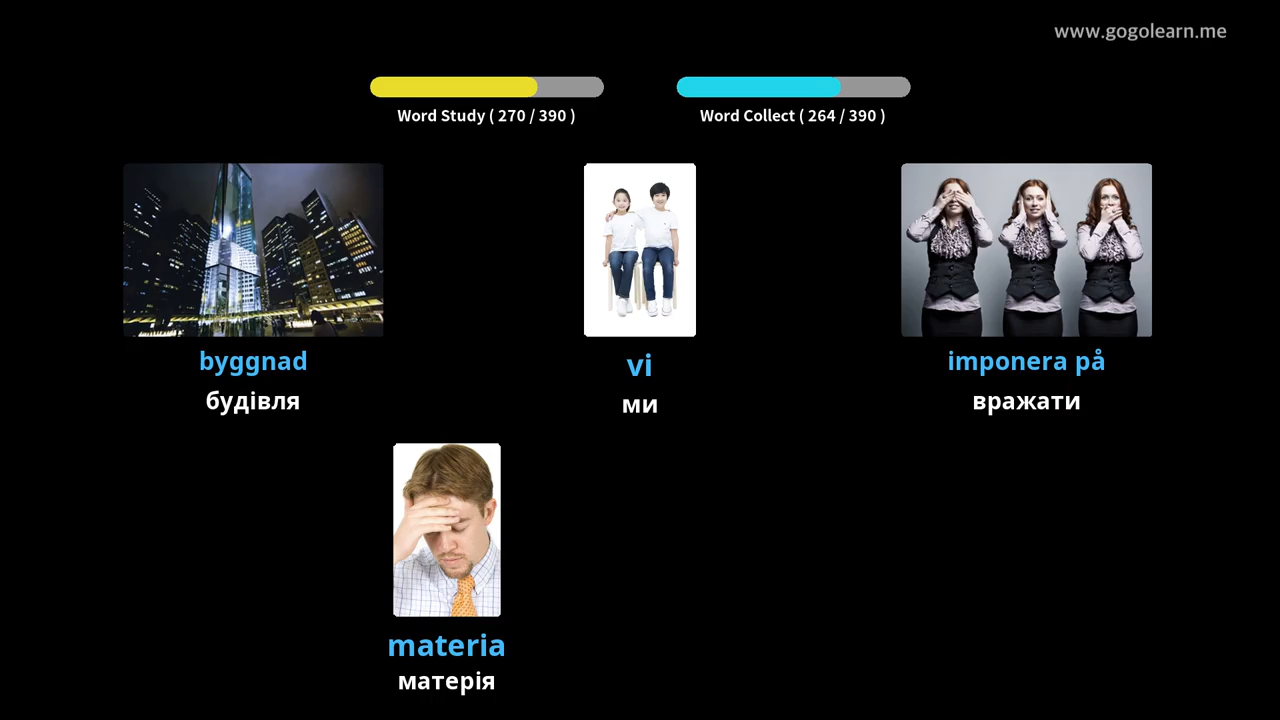 www.gogolearn.me
Word Study ( 270 / 390 )
Word Collect ( 264 / 390 )
byggnad
будівля
vi
ми
imponera på
вражати
materia
матерія